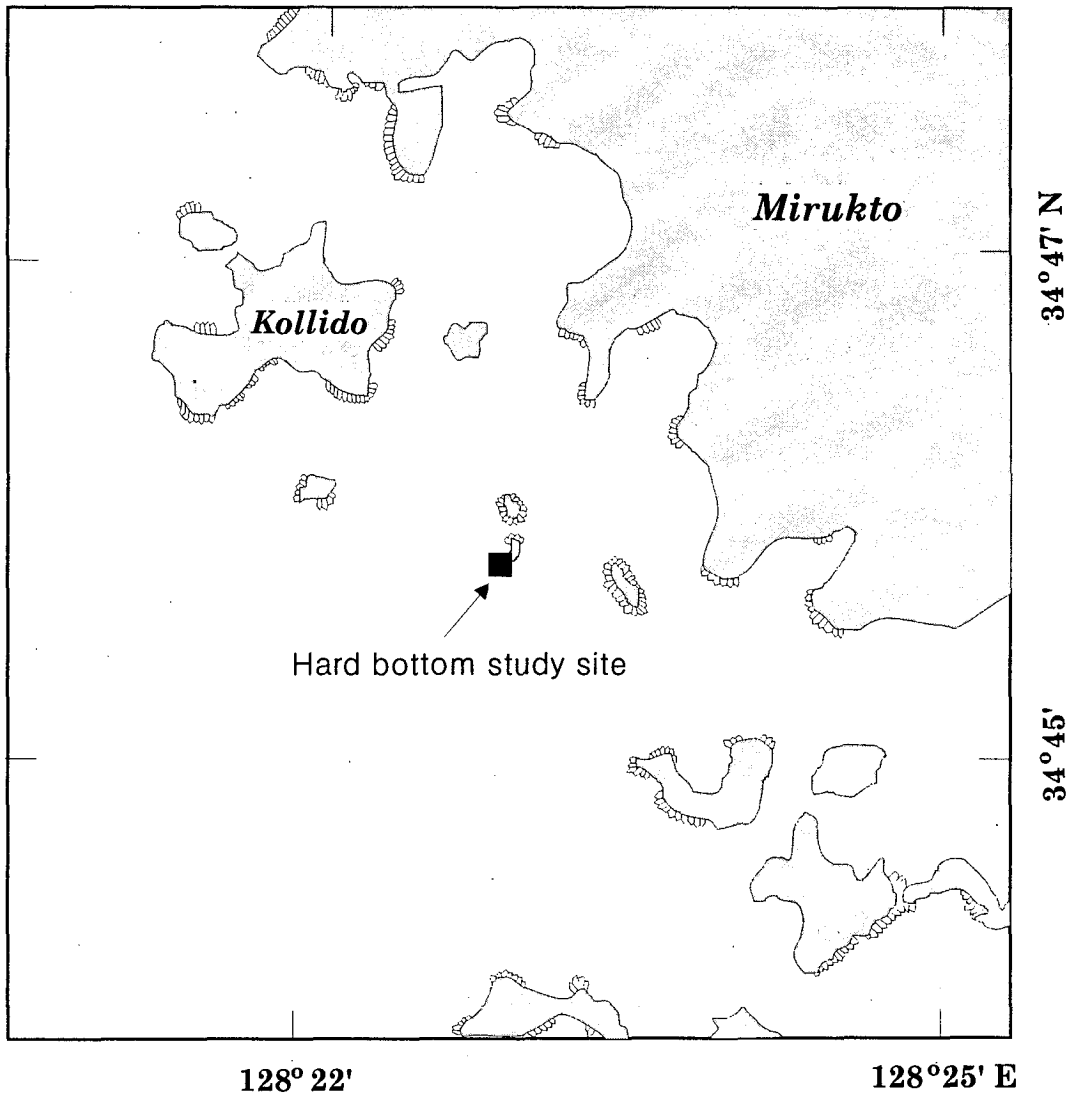 Mirukto
34° 47' N
Kollido
Hard bottom study site
34° 45'
128° 22'
128° 25' E